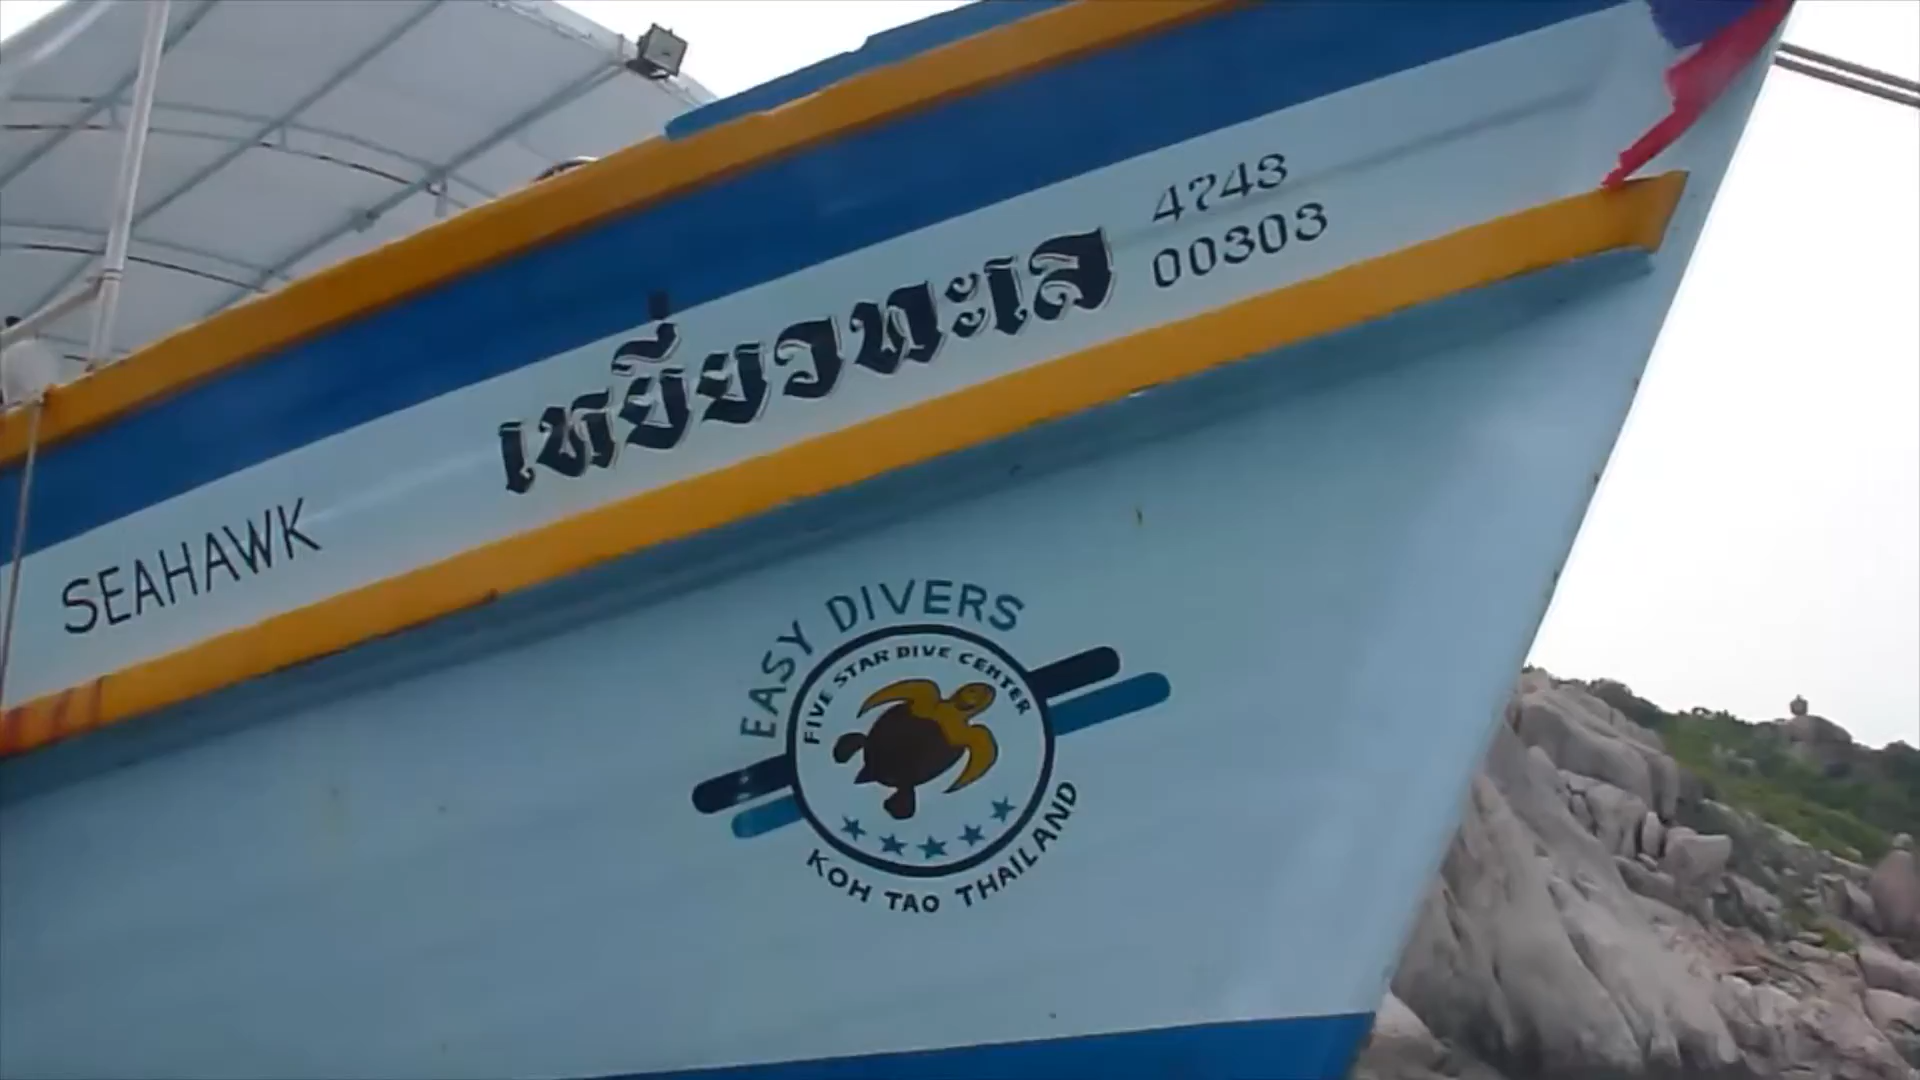 4743
00303
เหยี่ยวทะเล
SEAHAWK
EASY DIVERS
FIVE STAR DIVE CENTER
KOH TAO THAILAND